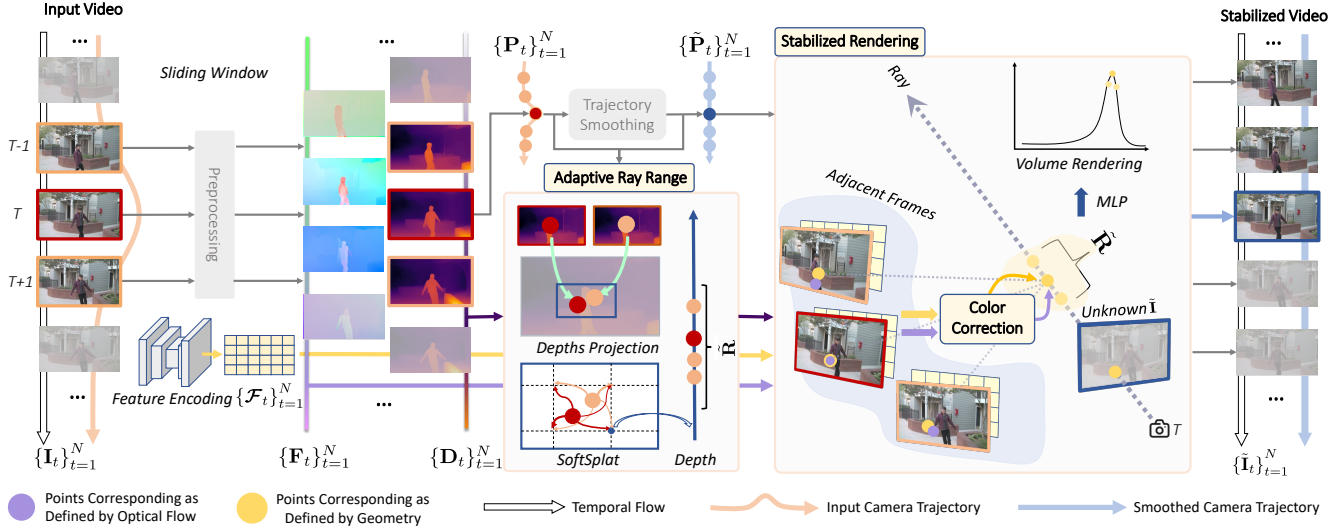 Input Video
Stabilized Video
{P_t}_{t=1}^N
{P̃_t}_{t=1}^N
Stabilized Rendering
...
...
...
Sliding Window
Ray
Trajectory
Smoothing
T-1
Preprocessing
Volume Rendering
Adaptive Ray Range
Adjacent Frames
MLP
T
R̃
T+1
Color
Correction
Unknown Ĩ
Depths Projection
R̃
Feature Encoding {F_t}_{t=1}^N
...
...
...
T
SoftSplat
Depth
{I_t}_{t=1}^N
{F_t}_{t=1}^N
{D_t}_{t=1}^N
{Ĩ_t}_{t=1}^N
Points Corresponding as
Defined by Optical Flow
Points Corresponding as
Defined by Geometry
Temporal Flow
Input Camera Trajectory
Smoothed Camera Trajectory